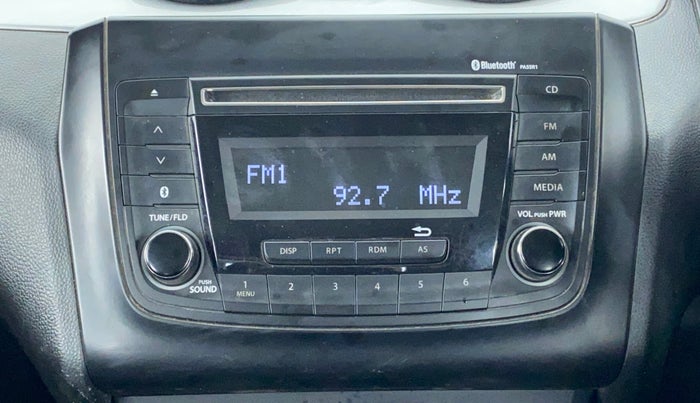 Bluetooth PASSR1
CD
FM
FM1
AM
92.7 MHz
MEDIA
TUNE/FLD
VOL PUSH PWR
DISP RPT RDM AS
PUSH SOUND
1 2 3 4 5 6
MENU